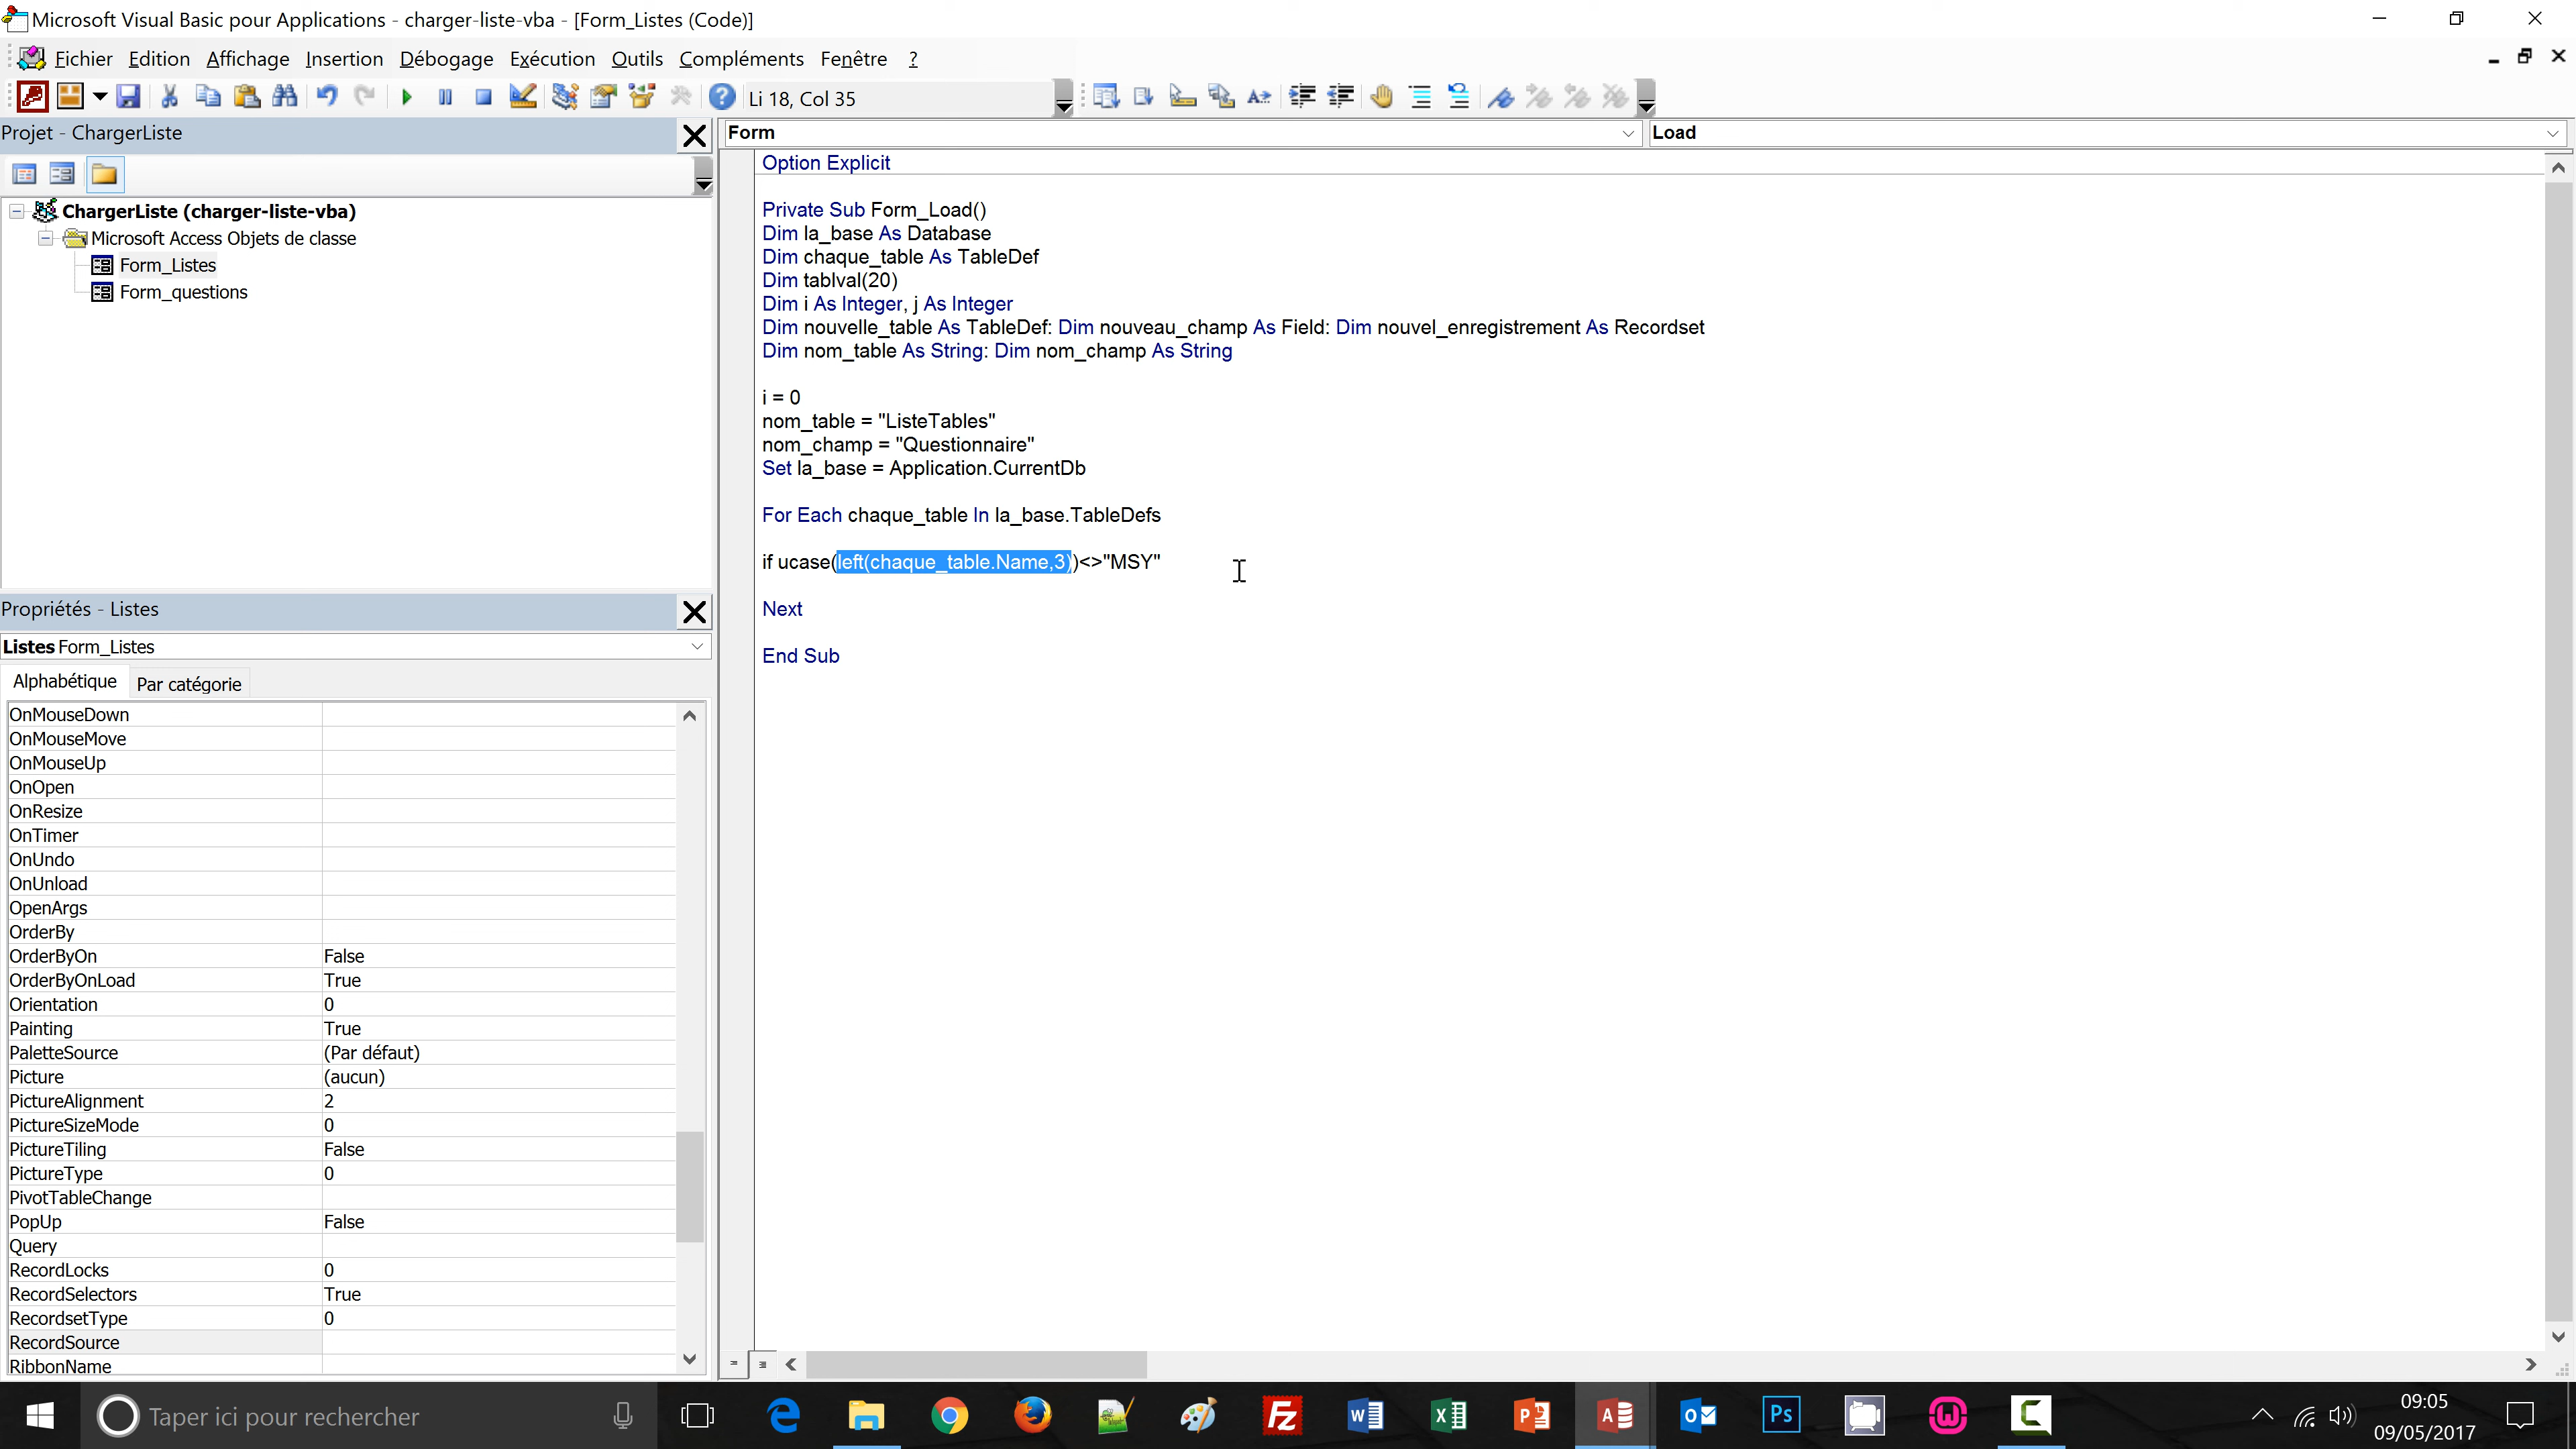 Microsoft Visual Basic pour Applications - charger-liste-vba - [Form_Listes (Code)]
Fichier Edition Affichage Insertion Débogage Exécution Outils Compléments Fenêtre ?
Li 18, Col 35
Projet - ChargerListe
ChargerListe (charger-liste-vba)
Microsoft Access Objets de classe
Form_Listes
Form_questions
Propriétés - Listes
Listes Form_Listes
Alphabétique Par catégorie
OnMouseDown
OnMouseMove
OnMouseUp
OnOpen
OnResize
OnTimer
OnUndo
OnUnload
OpenArgs
OrderBy
OrderByOn False
OrderByOnLoad True
Orientation 0
Painting True
PaletteSource (Par défaut)
Picture (aucun)
PictureAlignment 2
PictureSizeMode 0
PictureTiling False
PictureType 0
PivotTableChange
PopUp False
Query
RecordLocks 0
RecordSelectors True
RecordsetType 0
RecordSource
RibbonName
Form Load
Option Explicit
Private Sub Form_Load()
Dim la_base As Database
Dim chaque_table As TableDef
Dim tablval(20)
Dim i As Integer, j As Integer
Dim nouvelle_table As TableDef: Dim nouveau_champ As Field: Dim nouvel_enregistrement As Recordset
Dim nom_table As String: Dim nom_champ As String
i = 0
nom_table = "ListeTables"
nom_champ = "Questionnaire"
Set la_base = Application.CurrentDb
For Each chaque_table In la_base.TableDefs
if ucase(left(chaque_table.Name,3))<>"MSY"
Next
End Sub
Taper ici pour rechercher
09:05
09/05/2017